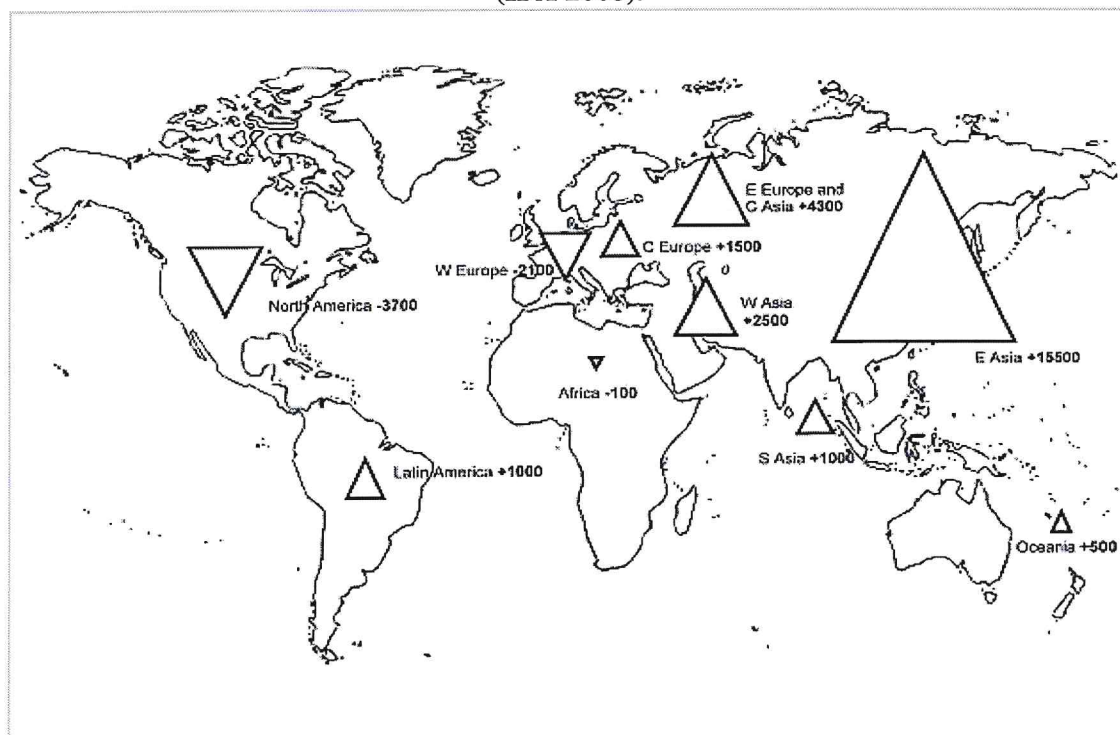 E Europe and
C Asia +4300
C Europe +1500
W Europe -2100
North America -3700
W Asia
+2500
E Asia +15500
Africa -100
S Asia +1000
Latin America +1000
Oceania +500